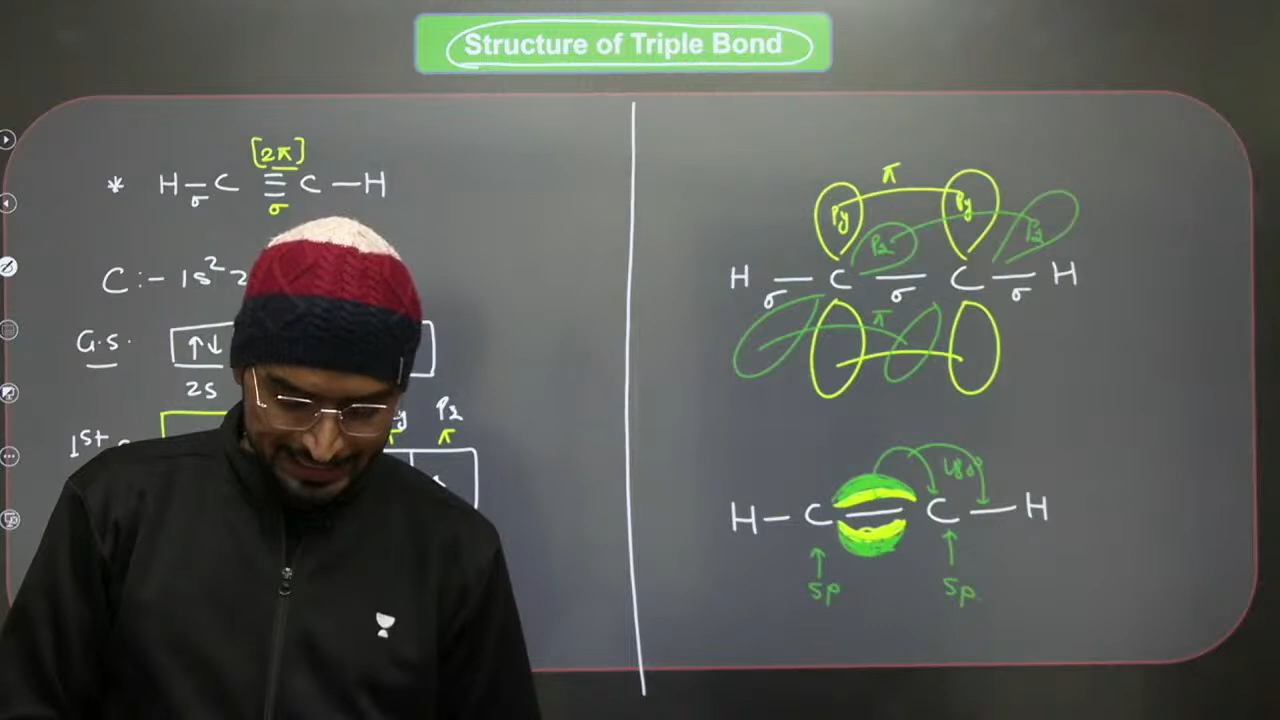 Structure of Triple Bond
[2π]
* H – C ≡ C – H
σ σ
C :- 1s² 2
G.S. ↑↓
2s
y Pz
π π
1st
π
Py Py
Pz Pz
H – C – C – H
σ σ σ
π
180°
H – C = C – H
sp sp